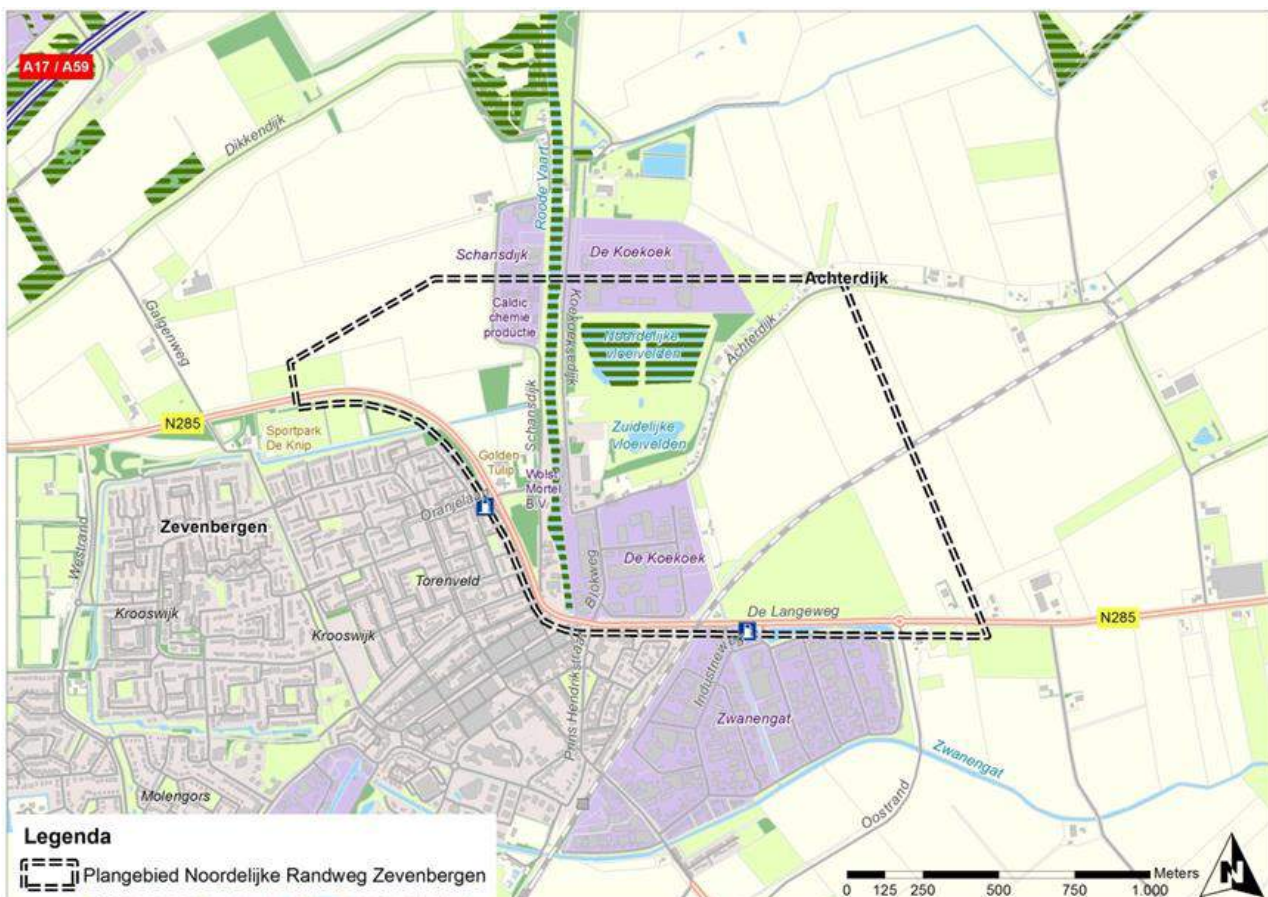 A17 / A59
Dikkendijk
Roode Vaart
Schansdijk
De Koekoek
Achterdijk
Galgenweg
Caldic
chemie
productie
Koekoeksedijk
Noordelijke
vloeivelden
Achterdijk
N285
Sportpark
De Knip
Schansdijk
Zuidelijke
vloeivelden
Golden
Tulip
Wolst
Mortel
B.V.
Oranjelaan
Westrand
Zevenbergen
De Koekoek
Torenveld
Blokweg
Krooswijk
Krooswijk
De Langeweg
N285
Prins Hendrikstraat
Industrieweg
Zwanengat
Zwanengat
Molengors
Oostrand
Legenda
Plangebied Noordelijke Randweg Zevenbergen
Meters
0 125 250 500 750 1.000
N